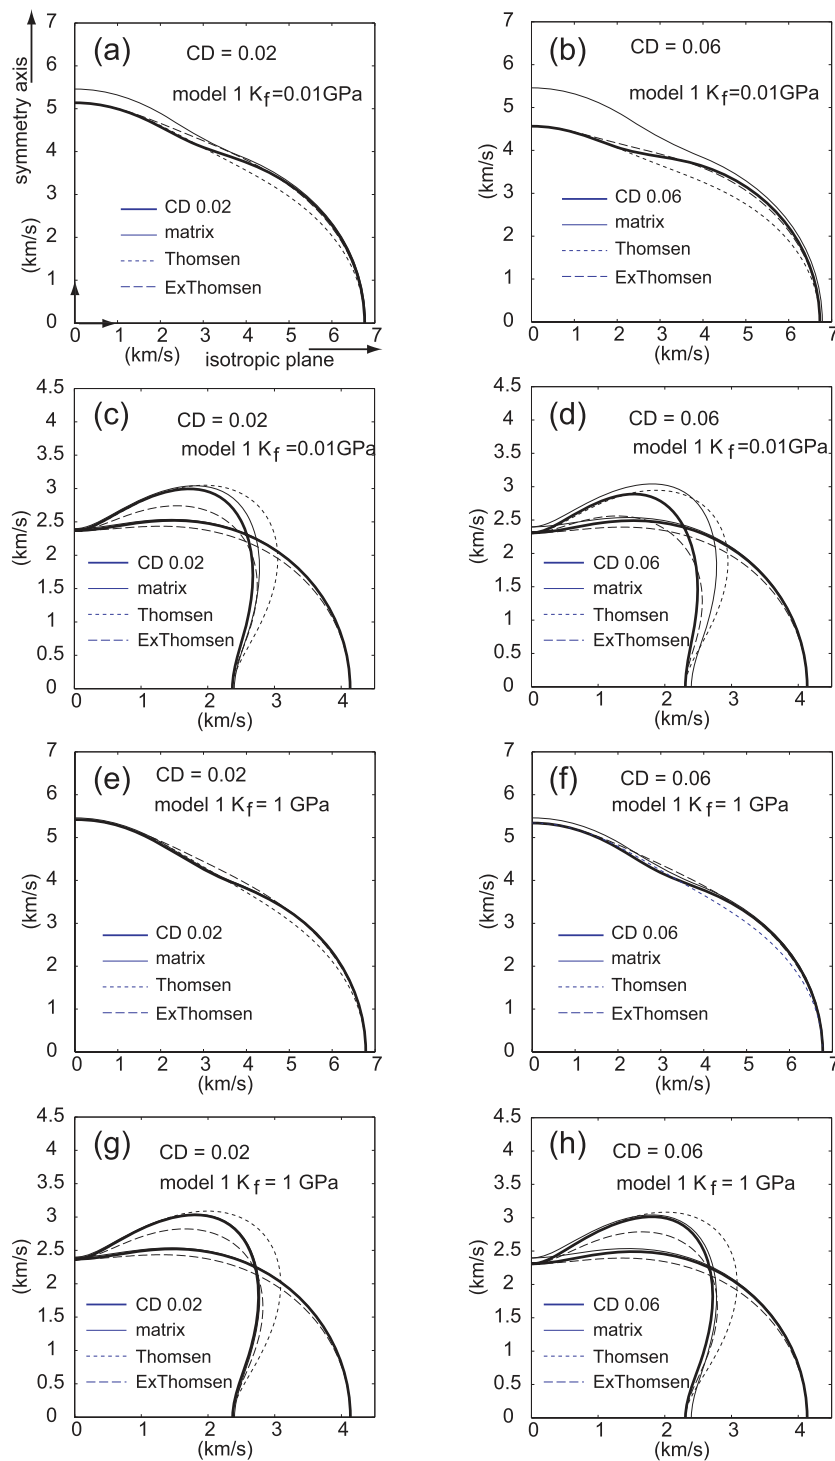 (a)
CD = 0.02
model 1 Kf=0.01GPa
symmetry axis
(km/s)
7
6
5
4
3
2
1
0
CD 0.02
matrix
Thomsen
ExThomsen
0 1 2 3 4 5 6 7
(km/s)
isotropic plane
(b)
CD = 0.06
model 1 Kf=0.01GPa
(km/s)
7
6
5
4
3
2
1
0
CD 0.06
matrix
Thomsen
ExThomsen
0 1 2 3 4 5 6 7
(km/s)
(c)
CD = 0.02
model 1 Kf =0.01GPa
(km/s)
4.5
4
3.5
3
2.5
2
1.5
1
0.5
0
CD 0.02
matrix
Thomsen
ExThomsen
0 1 2 3 4
(km/s)
(d)
CD = 0.06
model 1 Kf =0.01GPa
(km/s)
4.5
4
3.5
3
2.5
2
1.5
1
0.5
0
CD 0.06
matrix
Thomsen
ExThomsen
0 1 2 3 4
(km/s)
(e)
CD = 0.02
model 1 Kf= 1 GPa
(km/s)
7
6
5
4
3
2
1
0
CD 0.02
matrix
Thomsen
ExThomsen
0 1 2 3 4 5 6 7
(km/s)
(f)
CD = 0.06
model 1 Kf= 1 GPa
(km/s)
7
6
5
4
3
2
1
0
CD 0.06
matrix
Thomsen
ExThomsen
0 1 2 3 4 5 6 7
(km/s)
(g)
CD = 0.02
model 1 Kf = 1 GPa
(km/s)
4.5
4
3.5
3
2.5
2
1.5
1
0.5
0
CD 0.02
matrix
Thomsen
ExThomsen
0 1 2 3 4
(km/s)
(h)
CD = 0.06
model 1 Kf = 1 GPa
(km/s)
4.5
4
3.5
3
2.5
2
1.5
1
0.5
0
CD 0.06
matrix
Thomsen
ExThomsen
0 1 2 3 4
(km/s)